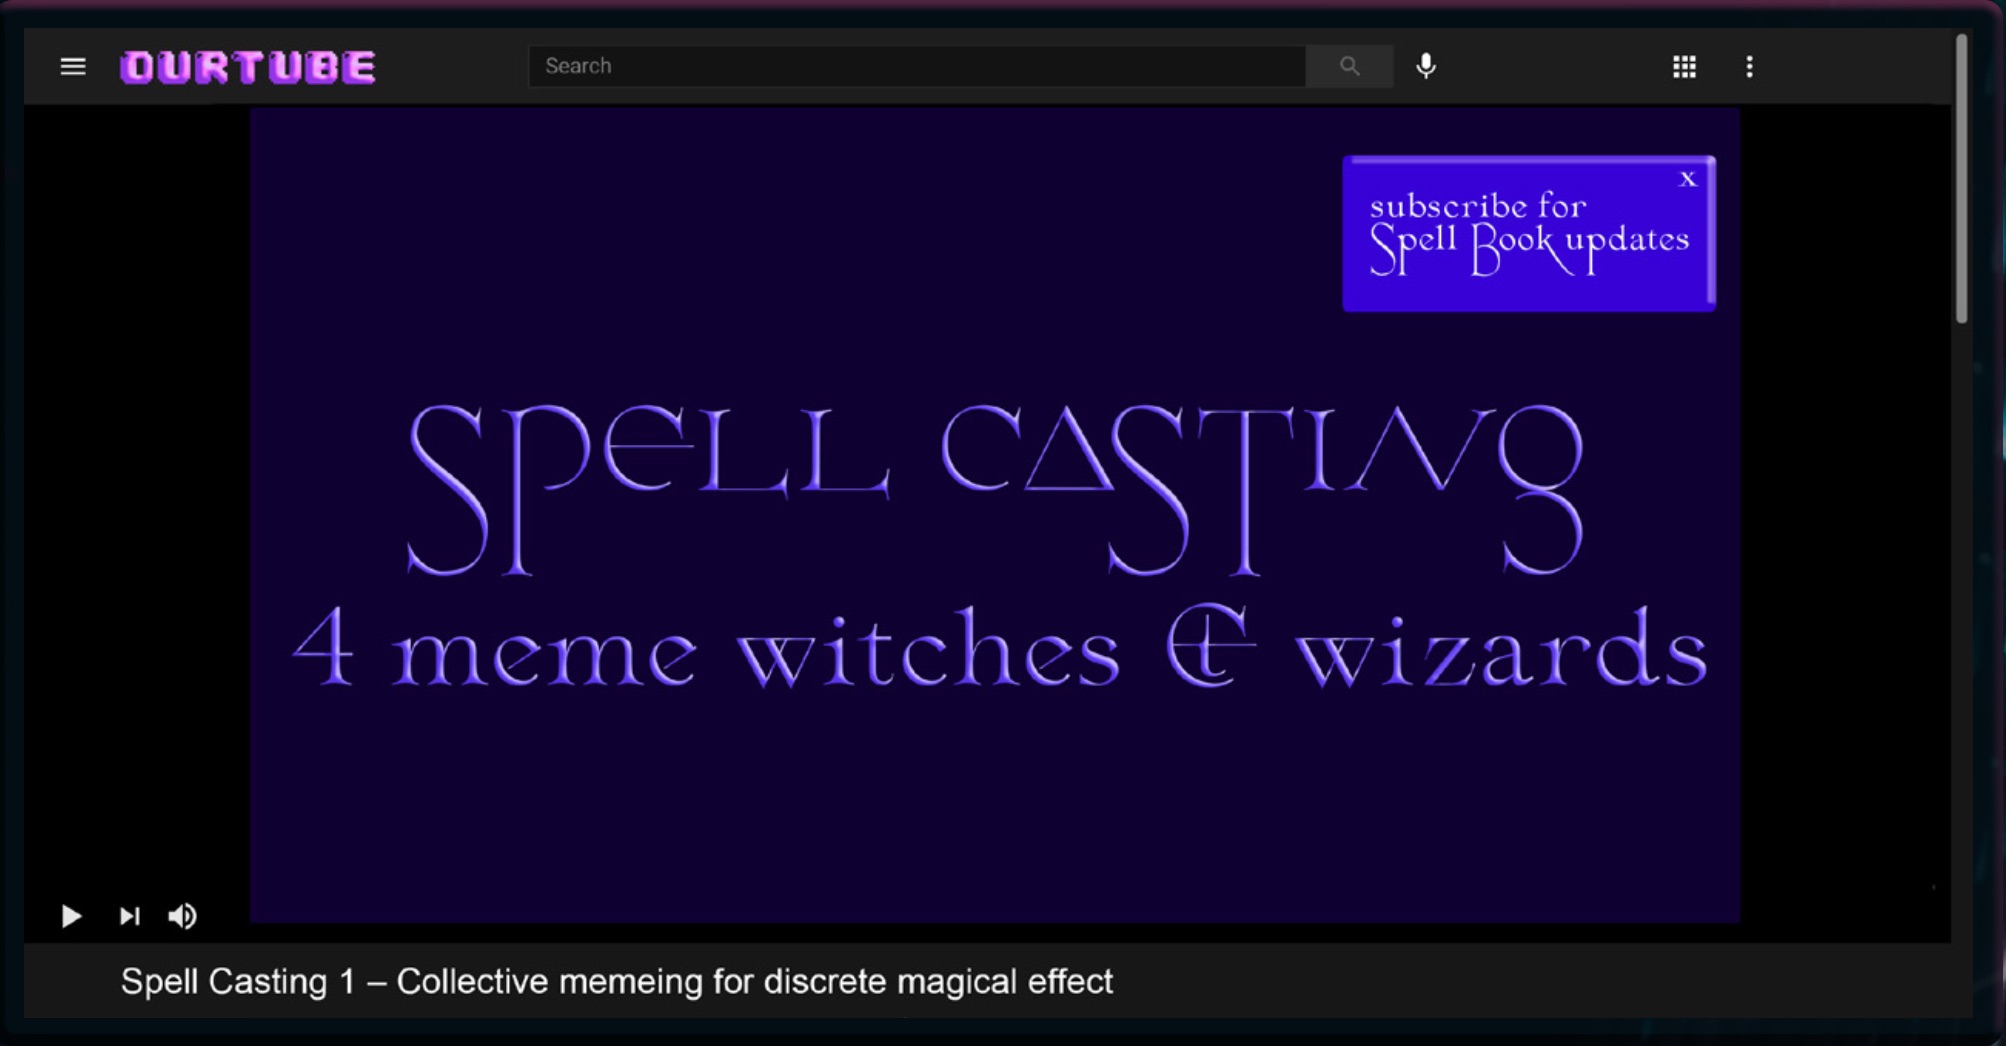 OURTUBE
Search
x
subscribe for
Spell Book updates
SPELL CASTING
4 meme witches & wizards
Spell Casting 1 – Collective memeing for discrete magical effect